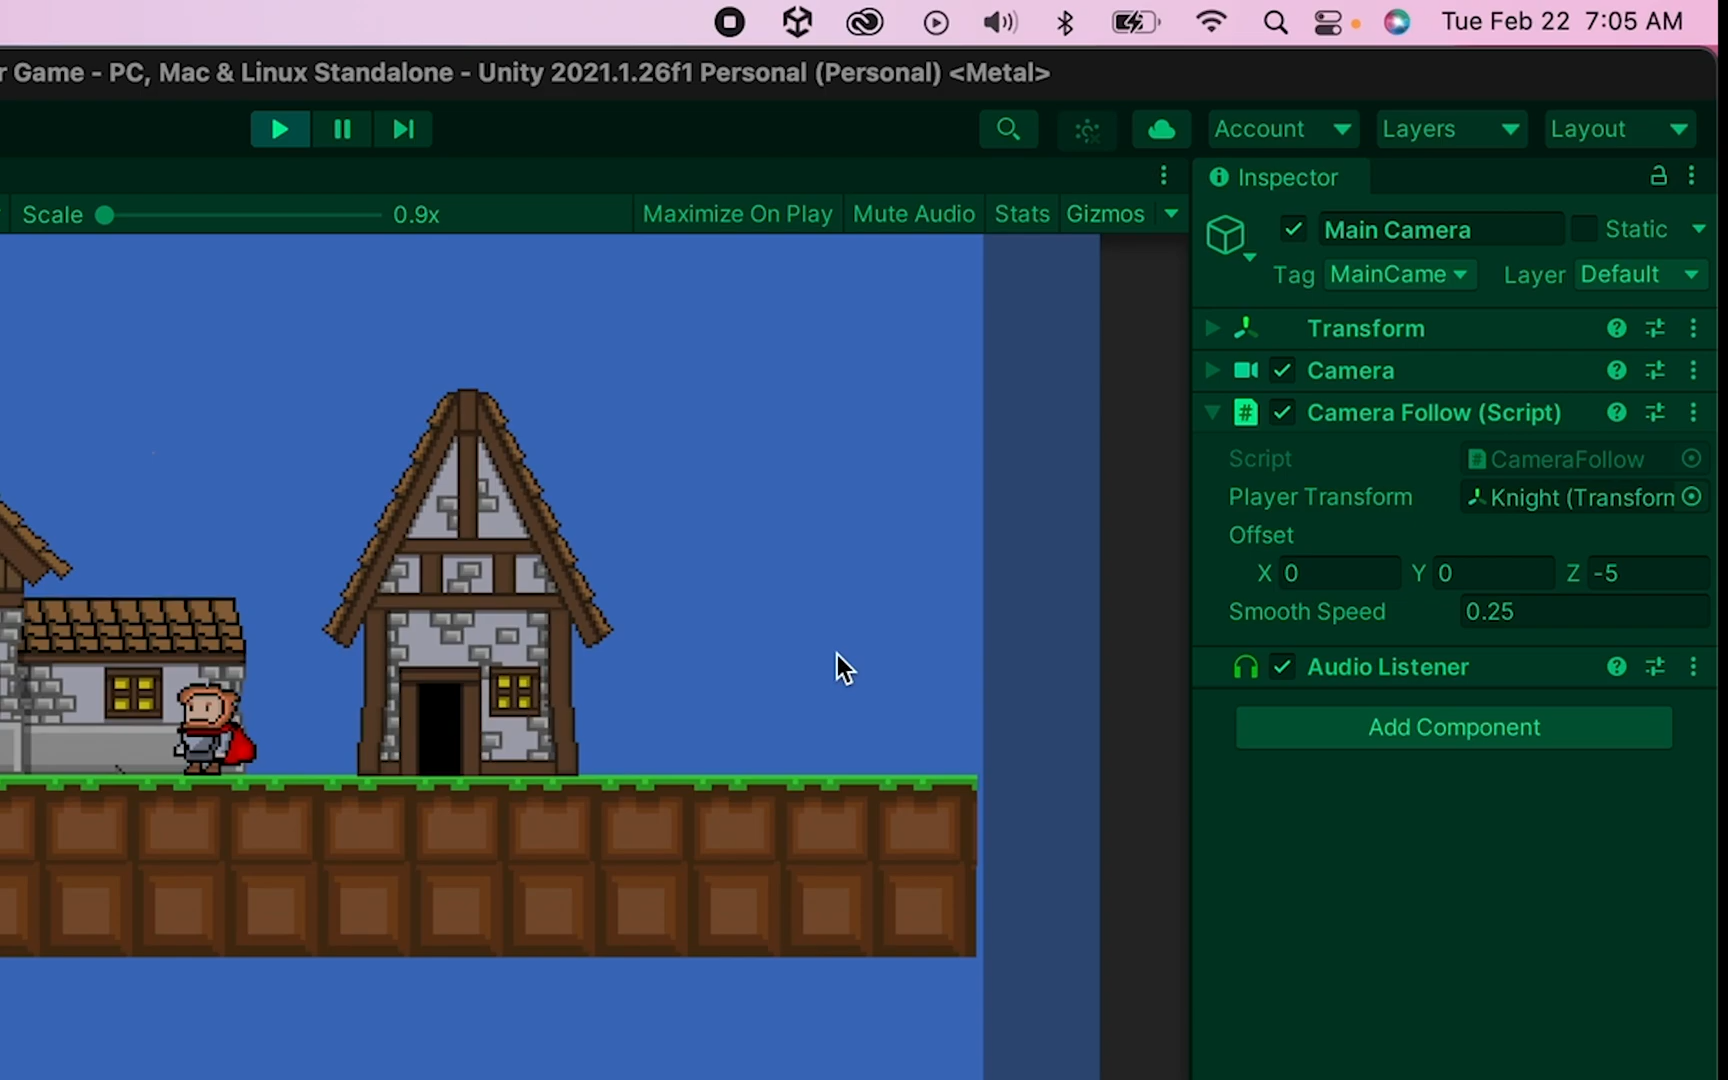 Tue Feb 22 7:05 AM
r Game - PC, Mac & Linux Standalone - Unity 2021.1.26f1 Personal (Personal) <Metal>
Account Layers Layout
Inspector
Scale 0.9x Maximize On Play Mute Audio Stats Gizmos
Main Camera Static
Tag MainCame Layer Default
Transform
Camera
# Camera Follow (Script)
Script # CameraFollow
Player Transform Knight (Transforn
Offset
X 0 Y 0 Z -5
Smooth Speed 0.25
Audio Listener
Add Component